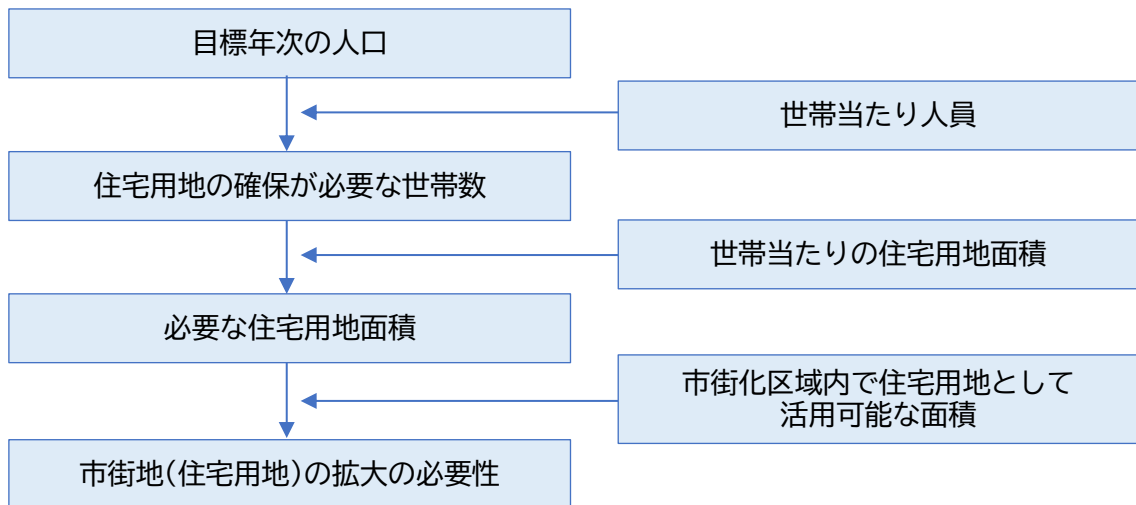 目標年次の人口
世帯当たり人員
住宅用地の確保が必要な世帯数
世帯当たりの住宅用地面積
必要な住宅用地面積
市街化区域内で住宅用地として
活用可能な面積
市街地(住宅用地)の拡大の必要性